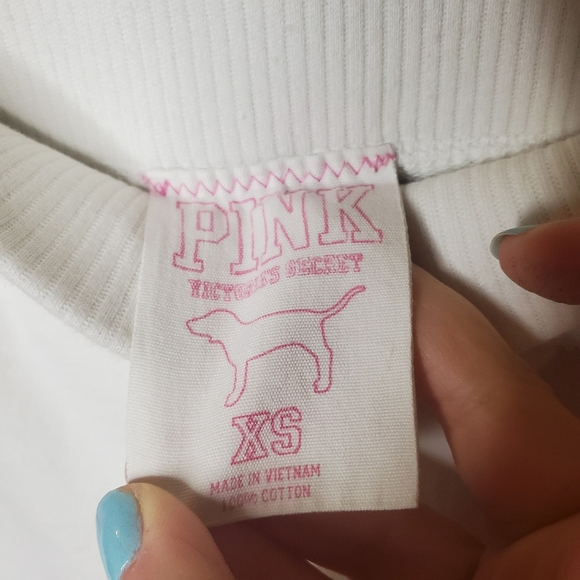 PINK
VICTORIA'S SECRET
XS
MADE IN VIETNAM
100% COTTON